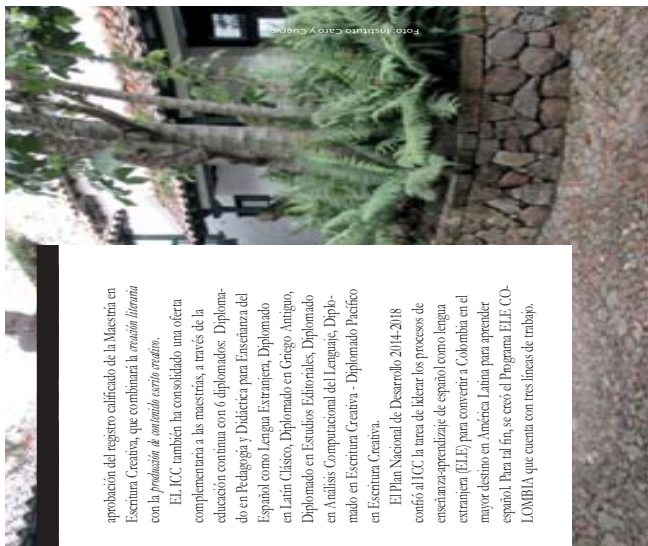 Foto: Instituto Caro y Cuervo
aprobación del registro calificado de la Maestría en
Escritura Creativa, que combinará la creación literaria
con la producción de contenido escrito creativo.
EL ICC también ha consolidado una oferta
complementaria a las maestrías, a través de la
educación continua con 6 diplomados: Diploma-
do en Pedagogía y Didáctica para Enseñanza del
Español como Lengua Extranjera, Diplomado
en Latín Clásico, Diplomado en Griego Antiguo,
Diplomado en Estudios Editoriales, Diplomado
en Análisis Computacional del Lenguaje, Diplo-
mado en Escritura Creativa - Diplomado Pacífico
en Escritura Creativa.
El Plan Nacional de Desarrollo 2014-2018
confió al ICC la tarea de liderar los procesos de
enseñanza-aprendizaje de español como lengua
extranjera (ELE) para convertir a Colombia en el
mayor destino en América Latina para aprender
español. Para tal fin, se creó el Programa ELE CO-
LOMBIA que cuenta con tres líneas de trabajo.